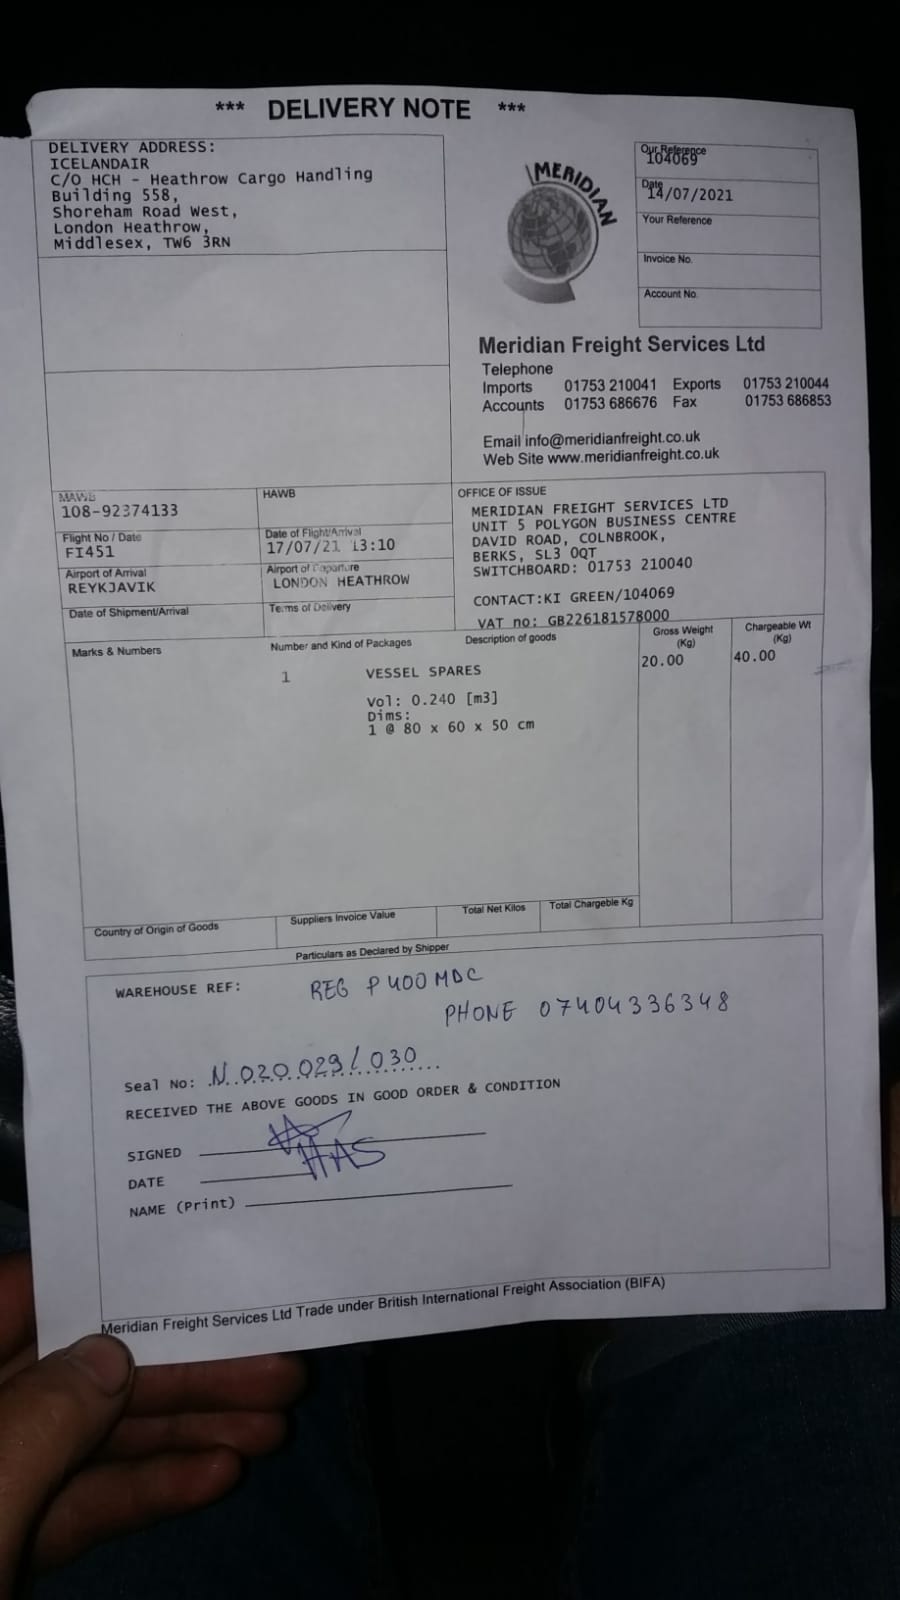 *** DELIVERY NOTE ***
DELIVERY ADDRESS:
ICELANDAIR
C/O HCH - Heathrow Cargo Handling
Building 558,
Shoreham Road West,
London Heathrow,
Middlesex, TW6 3RN
MERIDIAN
Our Reference
104069
Date
14/07/2021
Your Reference
Invoice No.
Account No.
Meridian Freight Services Ltd
Telephone
Imports 01753 210041 Exports 01753 210044
Accounts 01753 686676 Fax 01753 686853
Email info@meridianfreight.co.uk
Web Site www.meridianfreight.co.uk
MAWB
108-92374133
HAWB
Flight No / Date
FI451
Date of Flight/Arrival
17/07/21 13:10
Airport of Arrival
REYKJAVIK
Airport of Departure
LONDON HEATHROW
Date of Shipment/Arrival
Terms of Delivery
OFFICE OF ISSUE
MERIDIAN FREIGHT SERVICES LTD
UNIT 5 POLYGON BUSINESS CENTRE
DAVID ROAD, COLNBROOK,
BERKS, SL3 0QT
SWITCHBOARD: 01753 210040
CONTACT:KI GREEN/104069
VAT no: GB226181578000
Marks & Numbers Number and Kind of Packages Description of goods Gross Weight (Kg) Chargeable Wt (Kg)
1 VESSEL SPARES 20.00 40.00
Vol: 0.240 [m3]
Dims:
1 @ 80 x 60 x 50 cm
Country of Origin of Goods Suppliers Invoice Value Total Net Kilos Total Chargeble Kg
Particulars as Declared by Shipper
WAREHOUSE REF: REG P400MDC
PHONE 07404336348
Seal No: N.020.029/030
RECEIVED THE ABOVE GOODS IN GOOD ORDER & CONDITION
SIGNED
DATE
NAME (Print)
Meridian Freight Services Ltd Trade under British International Freight Association (BIFA)